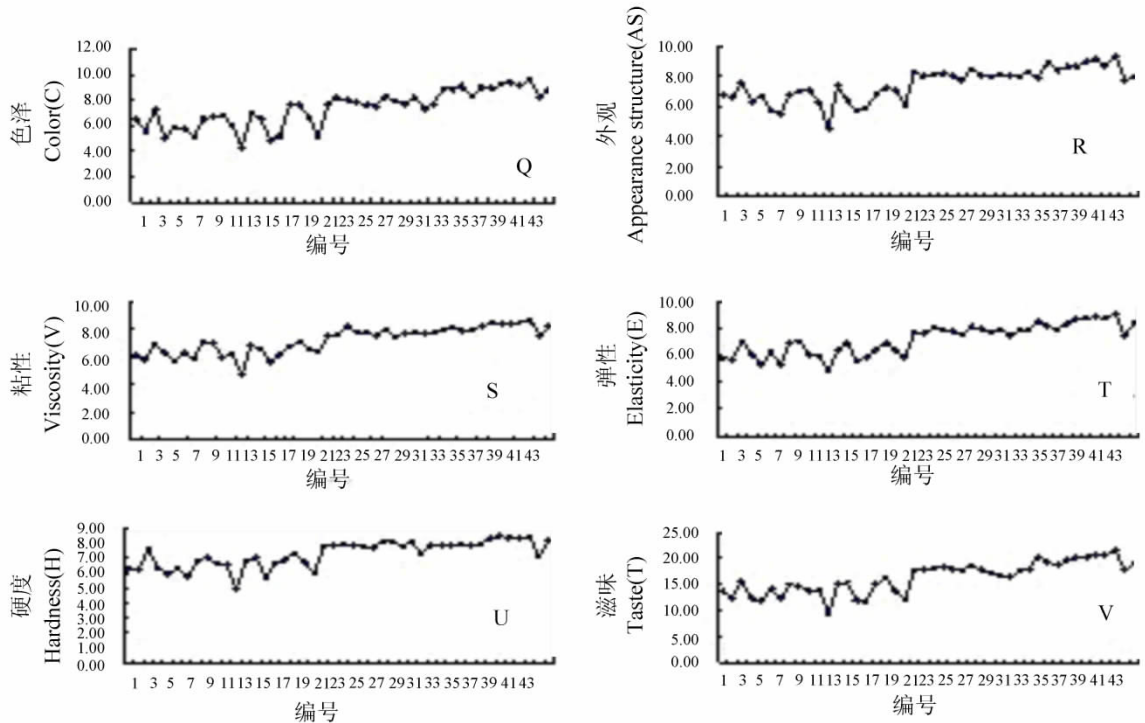 12.00
10.00
8.00
6.00
4.00
2.00
0.00
色泽
Color(C)
Q
1 3 5 7 9 11 13 15 17 19 21 23 25 27 29 31 33 35 37 39 41 43
编号
10.00
8.00
6.00
4.00
2.00
0.00
外观
Appearance structure(AS)
R
1 3 5 7 9 11 13 15 17 19 21 23 25 27 29 31 33 35 37 39 41 43
编号
10.00
8.00
6.00
4.00
2.00
0.00
粘性
Viscosity(V)
S
1 3 5 7 9 11 13 15 17 19 21 23 25 27 29 31 33 35 37 39 41 43
编号
10.00
8.00
6.00
4.00
2.00
0.00
弹性
Elasticity(E)
T
1 3 5 7 9 11 13 15 17 19 21 23 25 27 29 31 33 35 37 39 41 43
编号
9.00
8.00
7.00
6.00
5.00
4.00
3.00
2.00
1.00
0.00
硬度
Hardness(H)
U
1 3 5 7 9 11 13 15 17 19 21 23 25 27 29 31 33 35 37 39 41 43
编号
25.00
20.00
15.00
10.00
5.00
0.00
滋味
Taste(T)
V
1 3 5 7 9 11 13 15 17 19 21 23 25 27 29 31 33 35 37 39 41 43
编号